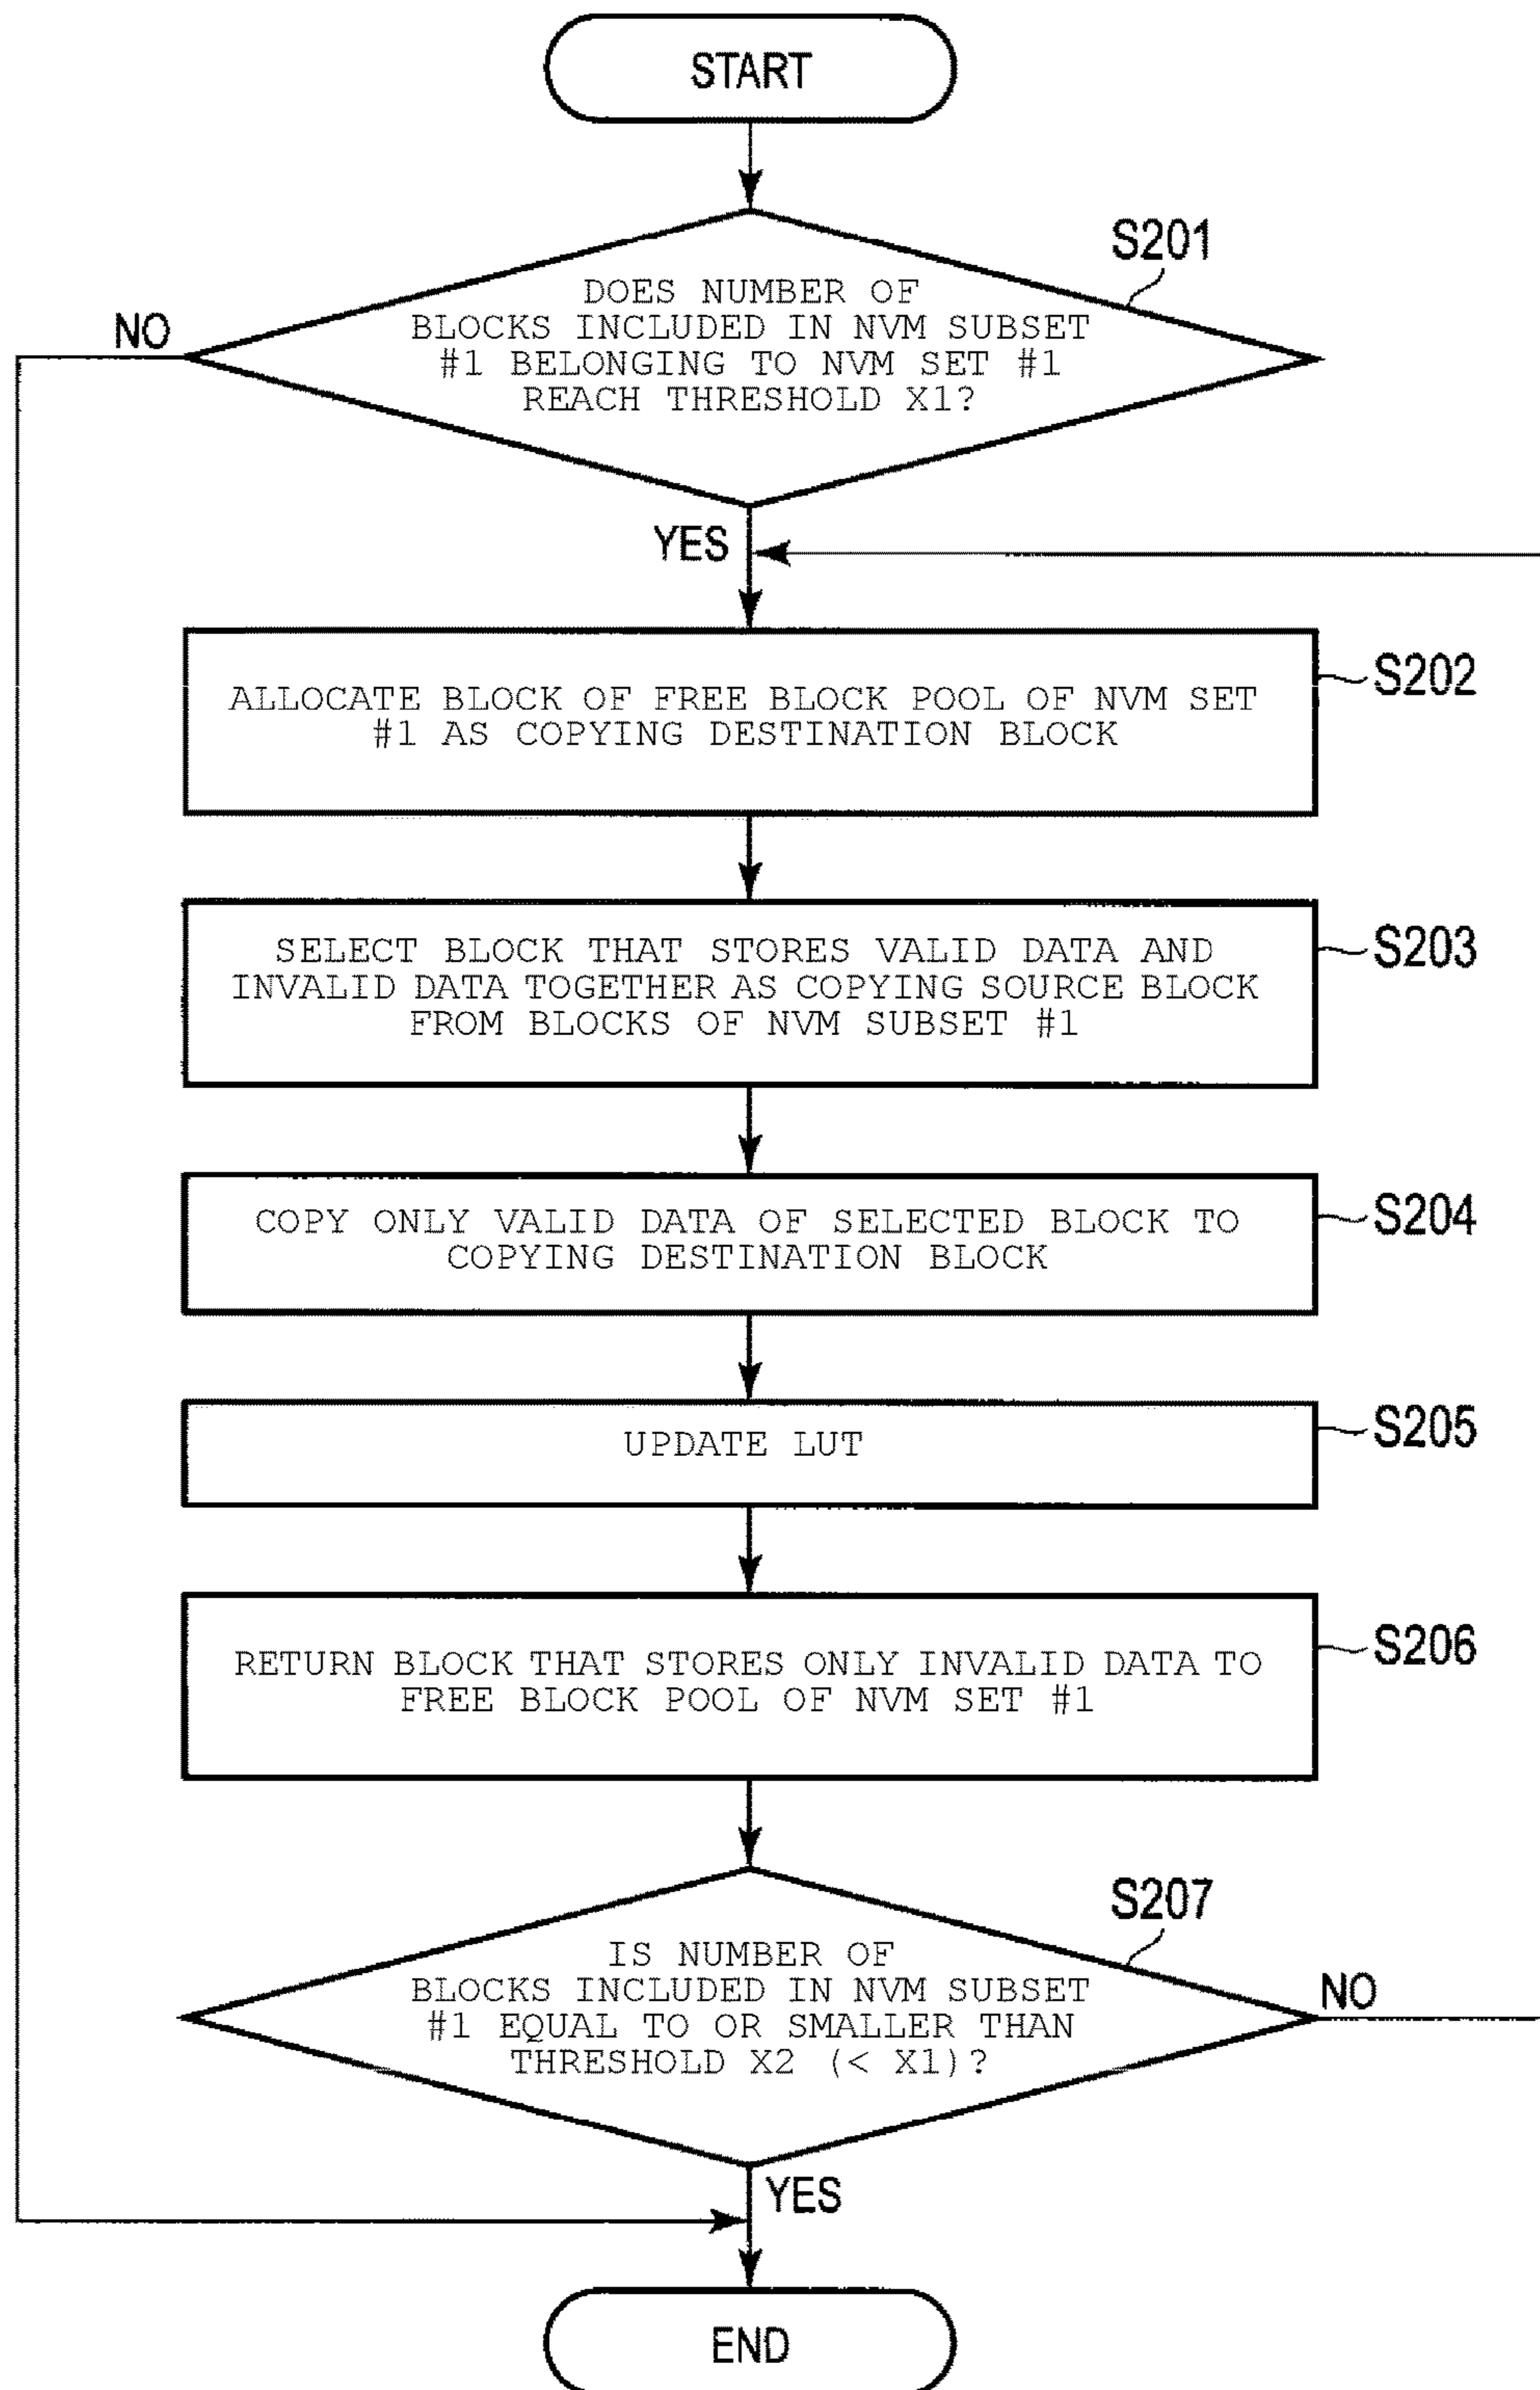 START
S201
DOES NUMBER OF
BLOCKS INCLUDED IN NVM SUBSET
#1 BELONGING TO NVM SET #1
REACH THRESHOLD X1?
NO
YES
ALLOCATE BLOCK OF FREE BLOCK POOL OF NVM SET
#1 AS COPYING DESTINATION BLOCK
S202
SELECT BLOCK THAT STORES VALID DATA AND
INVALID DATA TOGETHER AS COPYING SOURCE BLOCK
FROM BLOCKS OF NVM SUBSET #1
S203
COPY ONLY VALID DATA OF SELECTED BLOCK TO
COPYING DESTINATION BLOCK
S204
UPDATE LUT
S205
RETURN BLOCK THAT STORES ONLY INVALID DATA TO
FREE BLOCK POOL OF NVM SET #1
S206
S207
IS NUMBER OF
BLOCKS INCLUDED IN NVM SUBSET
#1 EQUAL TO OR SMALLER THAN
THRESHOLD X2 (< X1)?
NO
YES
END